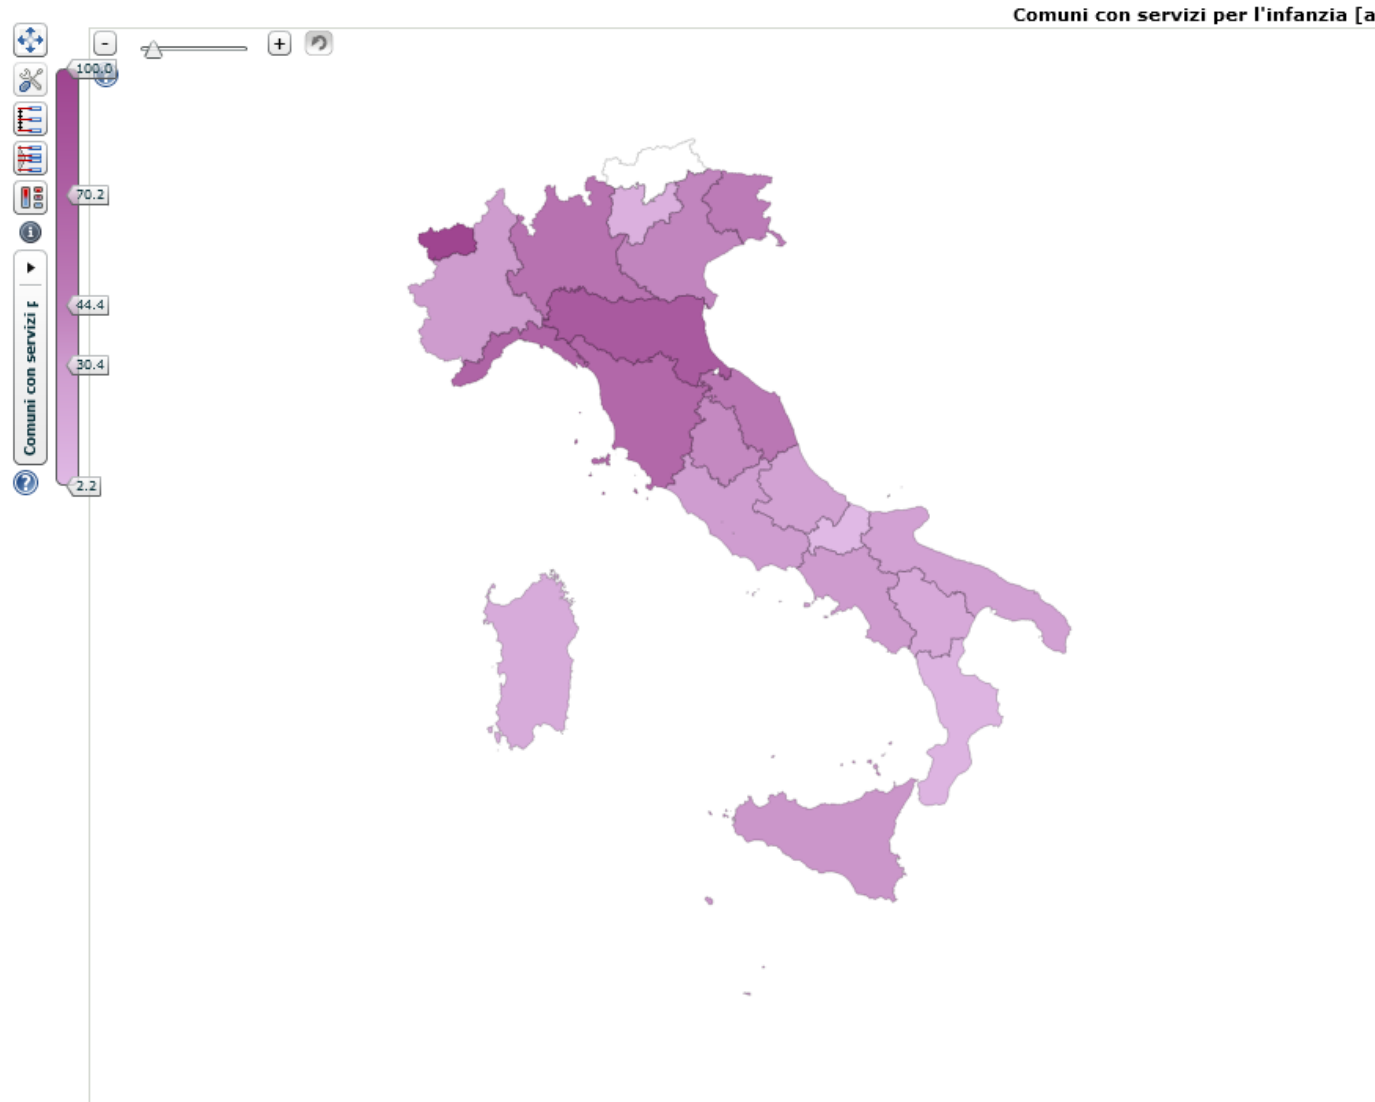 Comuni con servizi per l'infanzia [a
-
+
100.0
70.2
44.4
30.4
2.2
i
Comuni con servizi
?